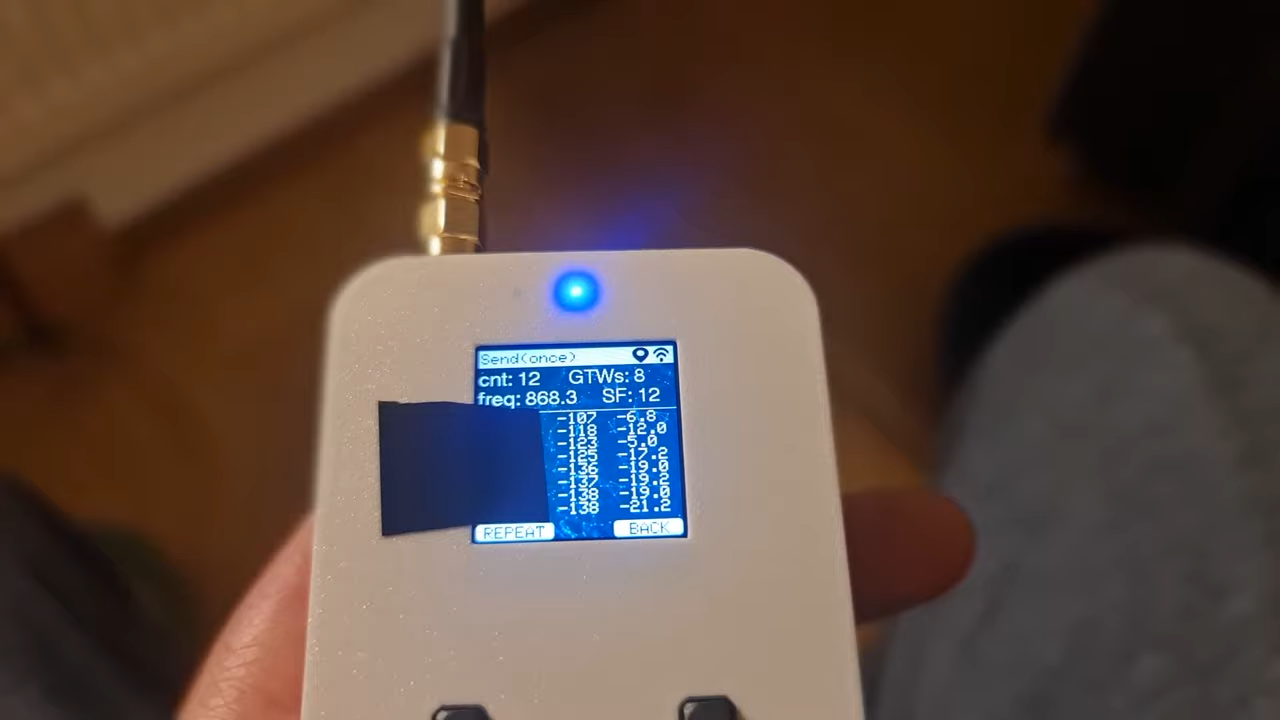 Send(once)
cnt: 12 GTWs: 8
freq: 868.3 SF: 12
-107 -6.8
-118 -12.0
-123 -5.0
-125 -17.2
-136 -19.0
-137 -19.2
-138 -19.0
-138 -21.2
REPEAT BACK